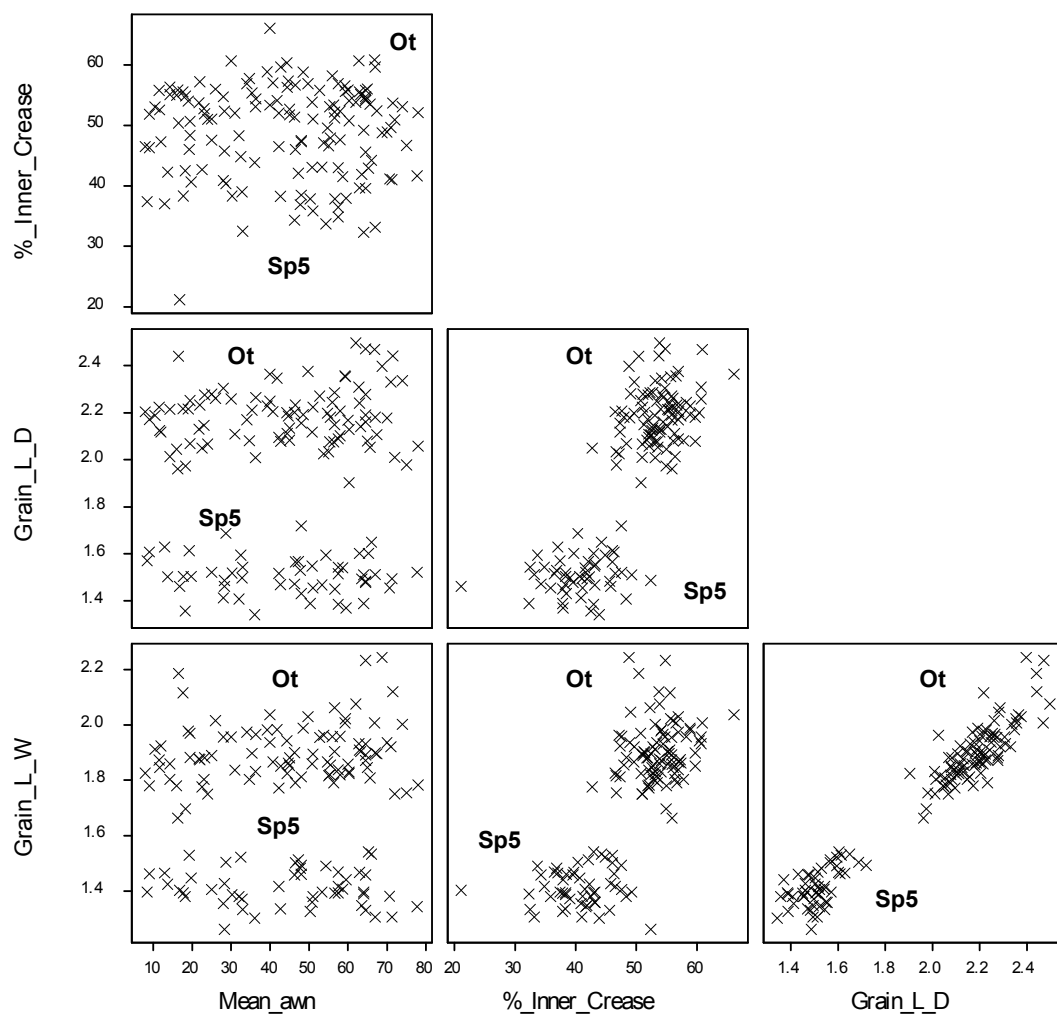 60
50
40
30
20
%_Inner_Crease
Ot
Sp5
2.4
2.2
2.0
1.8
1.6
1.4
Grain_L_D
Ot
Sp5
Ot
Sp5
2.2
2.0
1.8
1.6
1.4
Grain_L_W
Ot
Sp5
Ot
Sp5
Ot
Sp5
10 20 30 40 50 60 70 80
20 30 40 50 60
1.4 1.6 1.8 2.0 2.2 2.4
Mean_awn
%_Inner_Crease
Grain_L_D